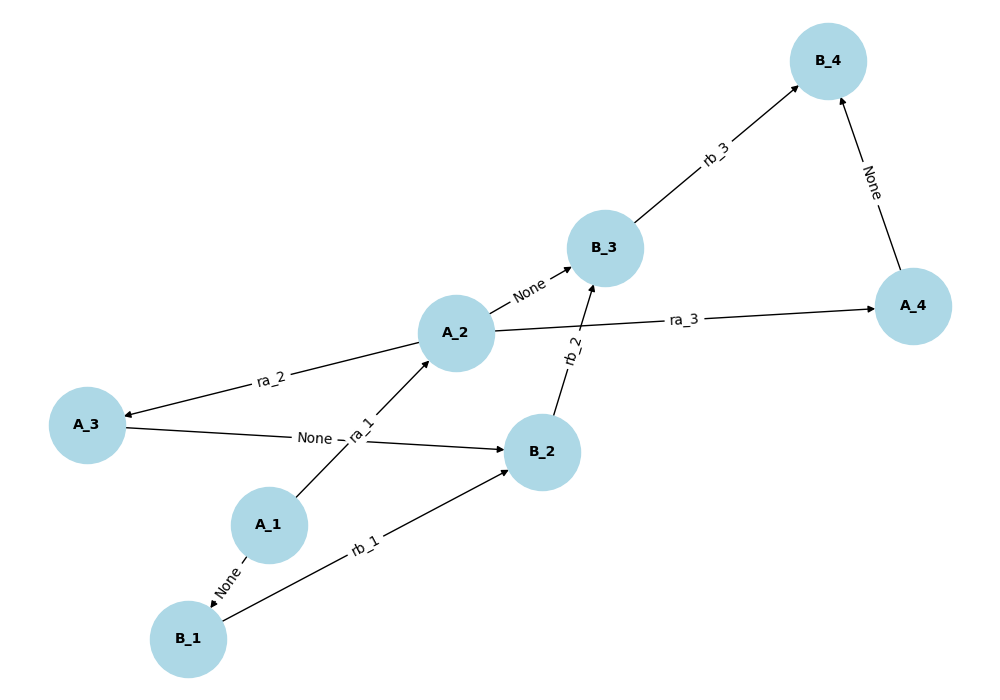 B_4
rb_3
None
B_3
None
A_4
ra_3
A_2
rb_2
ra_2
A_3
None
ra_1
B_2
A_1
rb_1
None
B_1